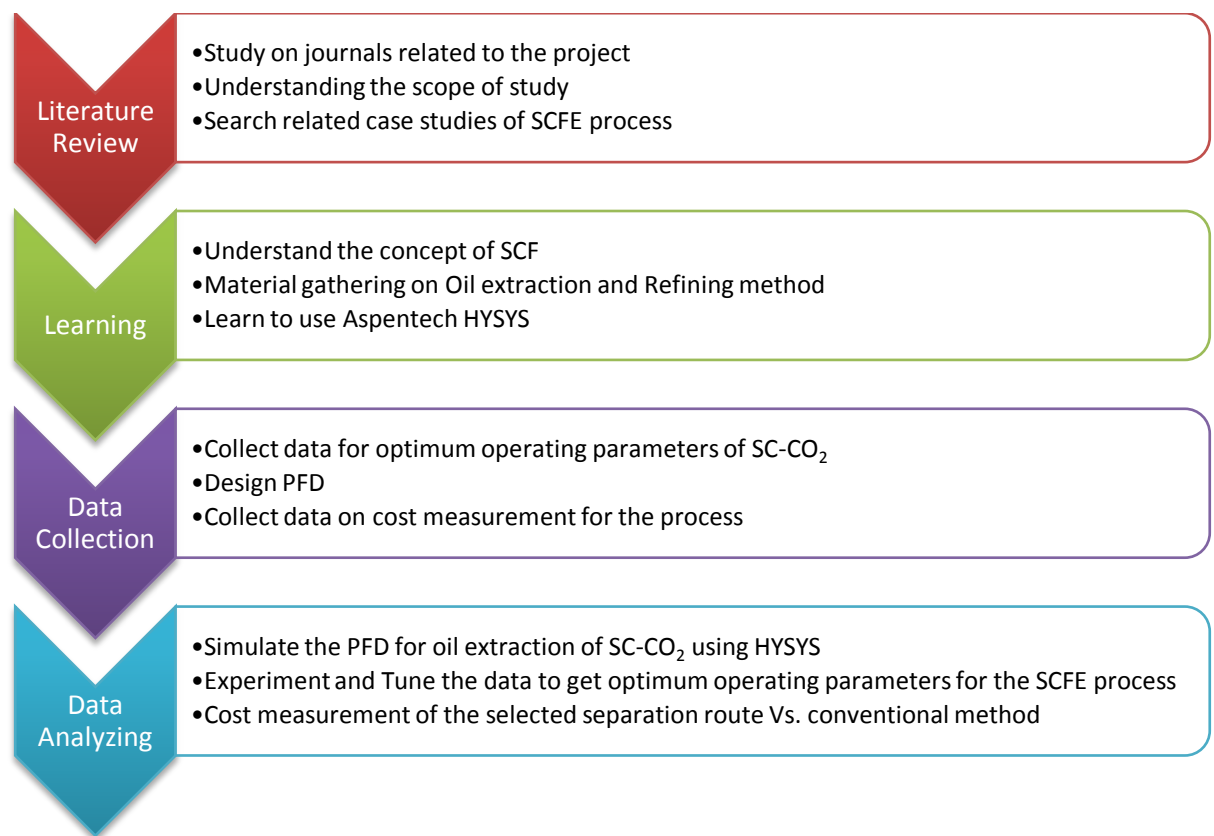 Literature
Review
•Study on journals related to the project
•Understanding the scope of study
•Search related case studies of SCFE process
Learning
•Understand the concept of SCF
•Material gathering on Oil extraction and Refining method
•Learn to use Aspentech HYSYS
Data
Collection
•Collect data for optimum operating parameters of SC-CO₂
•Design PFD
•Collect data on cost measurement for the process
Data
Analyzing
•Simulate the PFD for oil extraction of SC-CO₂ using HYSYS
•Experiment and Tune the data to get optimum operating parameters for the SCFE process
•Cost measurement of the selected separation route Vs. conventional method